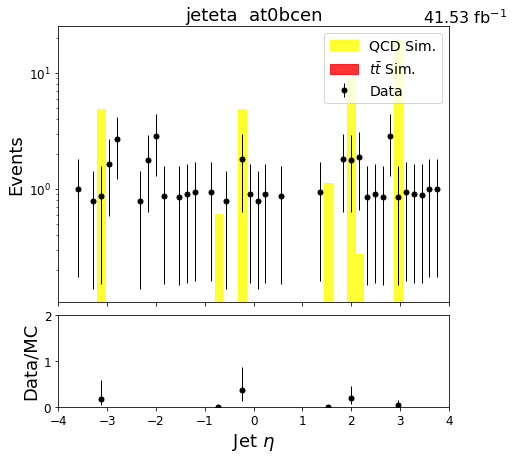 jeteta at0bcen
41.53 fb⁻¹
QCD Sim.
tt̄ Sim.
Data
Events
10¹
10⁰
Data/MC
2
1
0
−4 −3 −2 −1 0 1 2 3 4
Jet η